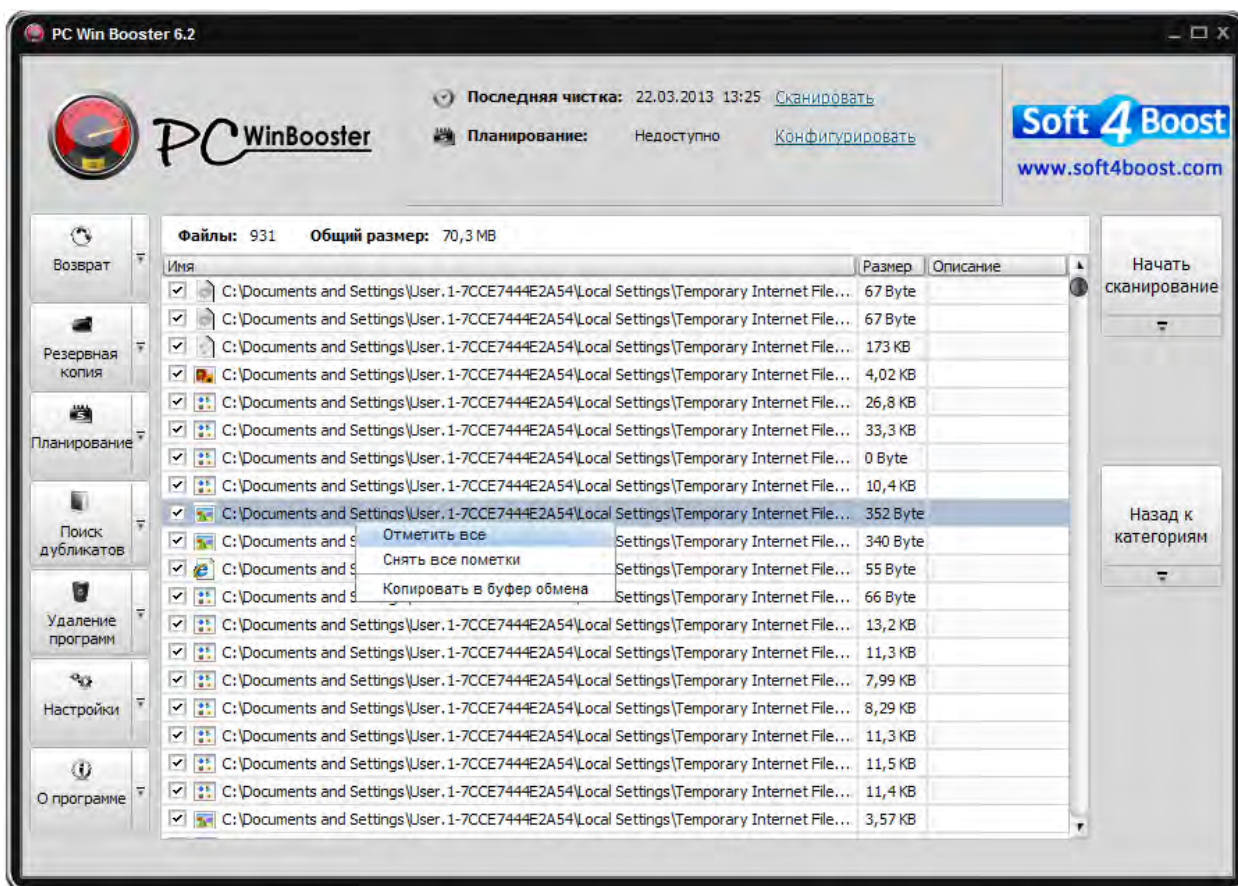 PC Win Booster 6.2
PC WinBooster
Последняя чистка: 22.03.2013 13:25 Сканировать
Планирование: Недоступно Конфигурировать
Soft 4 Boost
www.soft4boost.com
Возврат
Резервная
копия
Планирование
Поиск
дубликатов
Удаление
программ
Настройки
О программе
Файлы: 931 Общий размер: 70,3 MB
Имя Размер Описание
C:\Documents and Settings\User.1-7CCE7444E2A54\Local Settings\Temporary Internet File... 67 Byte
C:\Documents and Settings\User.1-7CCE7444E2A54\Local Settings\Temporary Internet File... 67 Byte
C:\Documents and Settings\User.1-7CCE7444E2A54\Local Settings\Temporary Internet File... 173 KB
C:\Documents and Settings\User.1-7CCE7444E2A54\Local Settings\Temporary Internet File... 4,02 KB
C:\Documents and Settings\User.1-7CCE7444E2A54\Local Settings\Temporary Internet File... 26,8 KB
C:\Documents and Settings\User.1-7CCE7444E2A54\Local Settings\Temporary Internet File... 33,3 KB
C:\Documents and Settings\User.1-7CCE7444E2A54\Local Settings\Temporary Internet File... 0 Byte
C:\Documents and Settings\User.1-7CCE7444E2A54\Local Settings\Temporary Internet File... 10,4 KB
C:\Documents and Settings\User.1-7CCE7444E2A54\Local Settings\Temporary Internet File... 352 Byte
C:\Documents and S Отметить все Settings\Temporary Internet File... 340 Byte
C:\Documents and S Снять все пометки Settings\Temporary Internet File... 55 Byte
C:\Documents and S Копировать в буфер обмена Settings\Temporary Internet File... 66 Byte
C:\Documents and Settings\User.1-7CCE7444E2A54\Local Settings\Temporary Internet File... 13,2 KB
C:\Documents and Settings\User.1-7CCE7444E2A54\Local Settings\Temporary Internet File... 11,3 KB
C:\Documents and Settings\User.1-7CCE7444E2A54\Local Settings\Temporary Internet File... 7,99 KB
C:\Documents and Settings\User.1-7CCE7444E2A54\Local Settings\Temporary Internet File... 8,29 KB
C:\Documents and Settings\User.1-7CCE7444E2A54\Local Settings\Temporary Internet File... 11,3 KB
C:\Documents and Settings\User.1-7CCE7444E2A54\Local Settings\Temporary Internet File... 11,5 KB
C:\Documents and Settings\User.1-7CCE7444E2A54\Local Settings\Temporary Internet File... 11,4 KB
C:\Documents and Settings\User.1-7CCE7444E2A54\Local Settings\Temporary Internet File... 3,57 KB
Начать
сканирование
Назад к
категориям